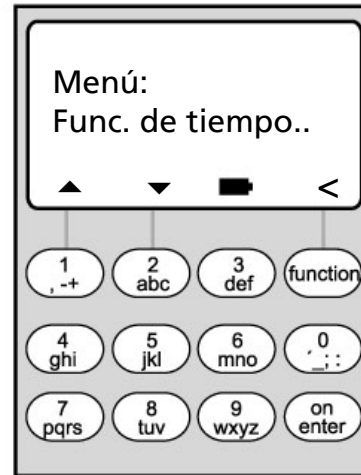 Menú:
Func. de tiempo..
<
1 2 3 function
, -+ abc def
4 5 6 0
ghi jkl mno ´_; :
7 8 9 on
pqrs tuv wxyz enter